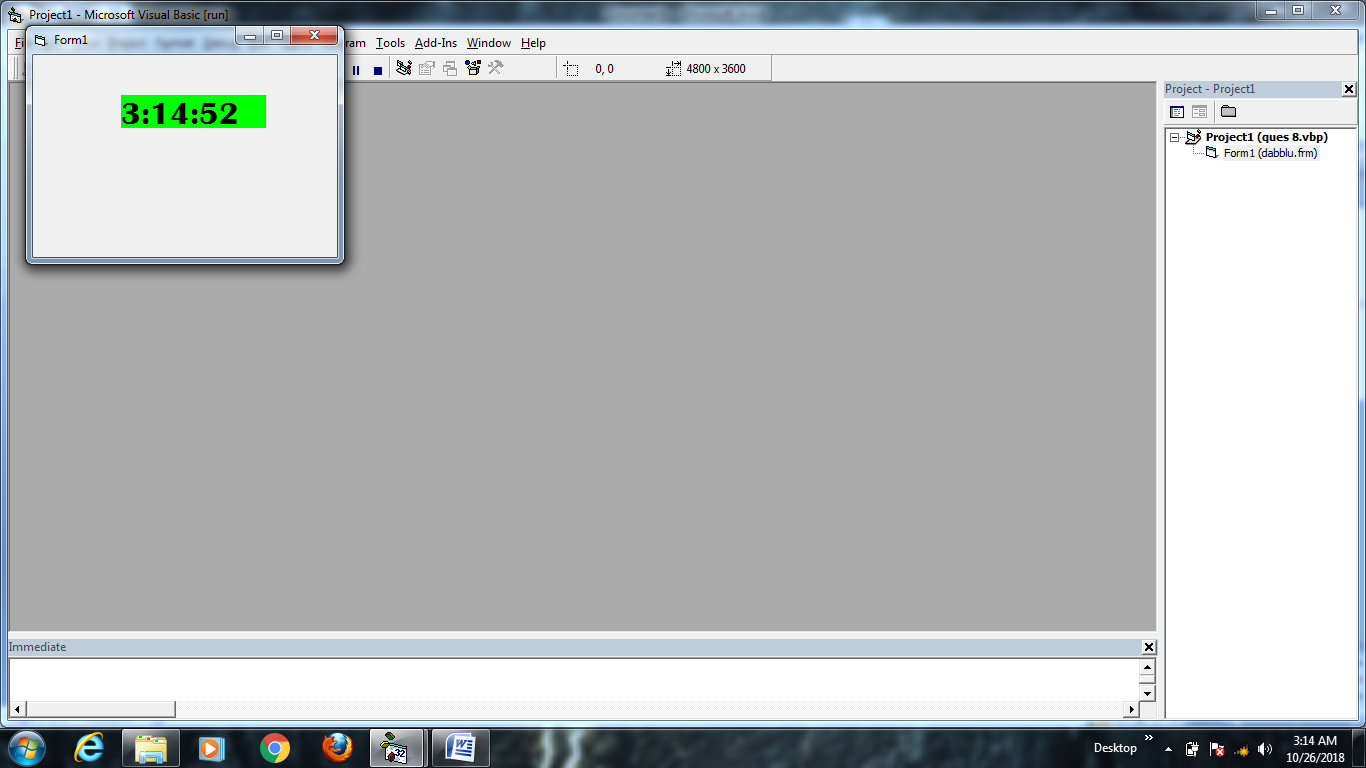 Project1 - Microsoft Visual Basic [run]
Form1
Tools Add-Ins Window Help
0, 0 4800 x 3600
3:14:52
Project - Project1
Project1 (ques 8.vbp)
Form1 (dabblu.frm)
Immediate
32
Desktop
3:14 AM
10/26/2018